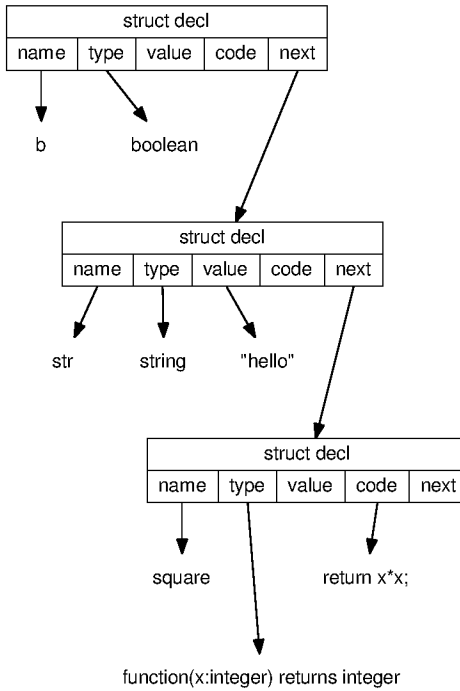 struct decl
name type value code next
b boolean
struct decl
name type value code next
str string "hello"
struct decl
name type value code next
square return x*x;
function(x:integer) returns integer